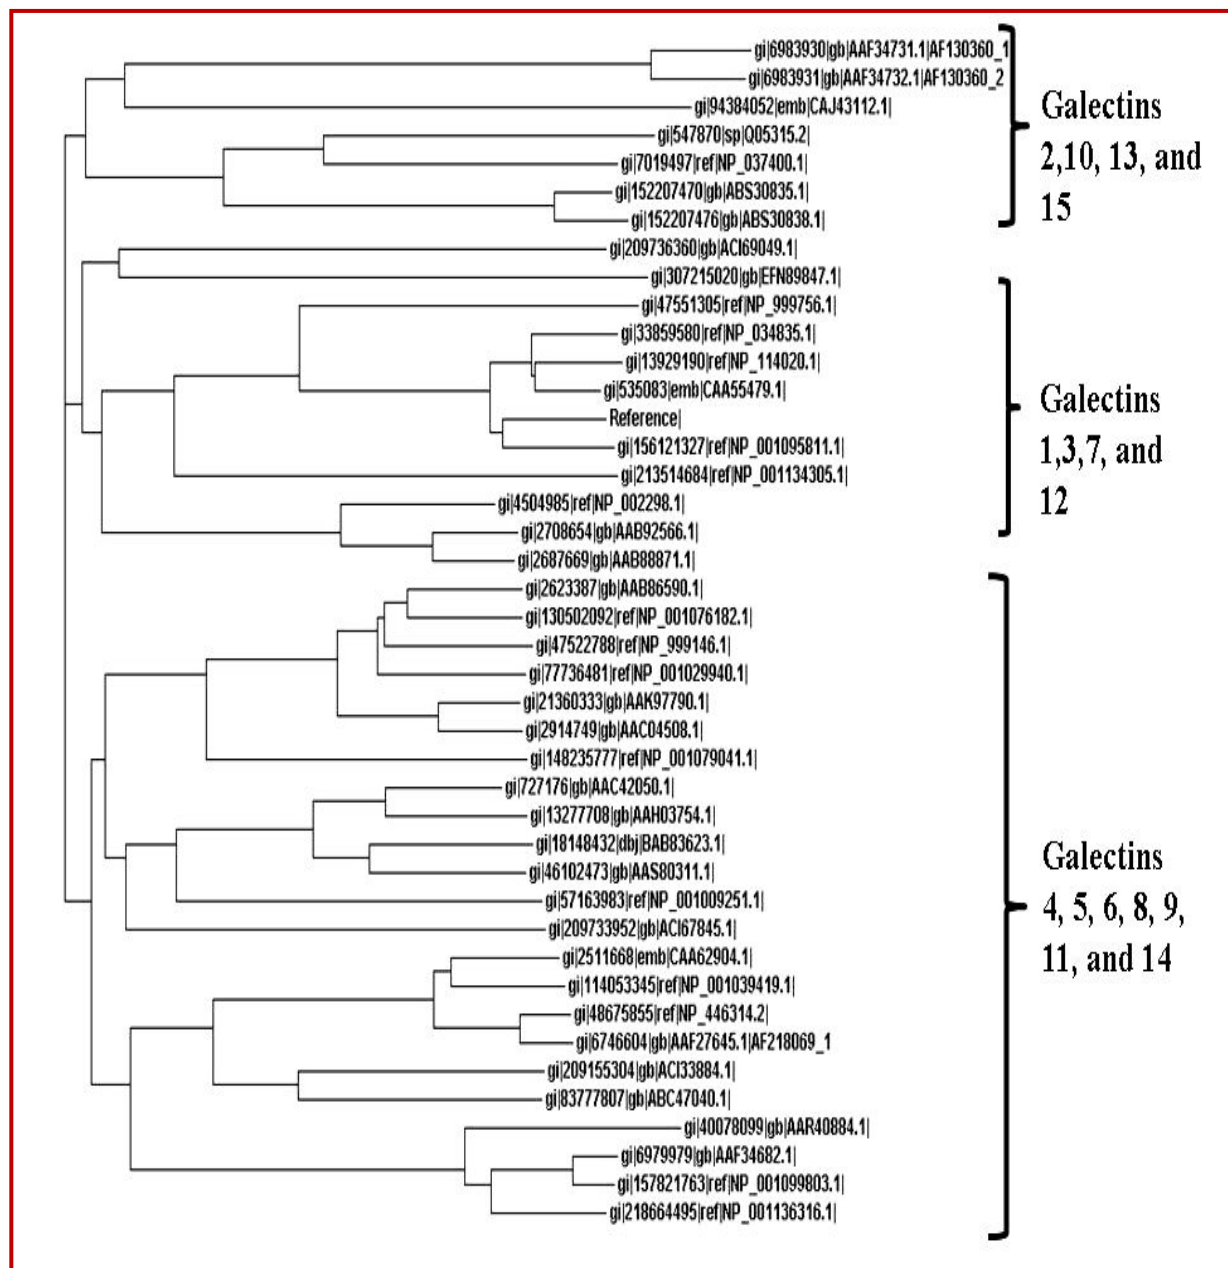 gi|6983930|gb|AAF34731.1|AF130360_1
gi|6983931|gb|AAF34732.1|AF130360_2
gi|94384052|emb|CAJ43112.1|
gi|547870|sp|Q05315.2|
gi|7019497|ref|NP_037400.1|
gi|152207470|gb|ABS30835.1|
gi|152207476|gb|ABS30838.1|
Galectins
2,10, 13, and
15
gi|209736360|gb|ACI69049.1|
gi|307215020|gb|EFN89847.1|
gi|47551305|ref|NP_999756.1|
gi|33859580|ref|NP_034835.1|
gi|13929190|ref|NP_114020.1|
gi|535083|emb|CAA55479.1|
Reference|
gi|156121327|ref|NP_001095811.1|
gi|213514684|ref|NP_001134305.1|
gi|4504985|ref|NP_002298.1|
gi|2708654|gb|AAB92566.1|
gi|2687669|gb|AAB88871.1|
Galectins
1,3,7, and
12
gi|2623387|gb|AAB86590.1|
gi|130502092|ref|NP_001076182.1|
gi|47522788|ref|NP_999146.1|
gi|77736481|ref|NP_001029940.1|
gi|21360333|gb|AAK97790.1|
gi|2914749|gb|AAC04508.1|
gi|148235777|ref|NP_001079041.1|
gi|727176|gb|AAC42050.1|
gi|13277708|gb|AAH03754.1|
gi|18148432|dbj|BAB83623.1|
gi|46102473|gb|AAS80311.1|
gi|57163983|ref|NP_001009251.1|
gi|209733952|gb|ACI67845.1|
gi|2511668|emb|CAA62904.1|
gi|114053345|ref|NP_001039419.1|
gi|48675855|ref|NP_446314.2|
gi|6746604|gb|AAF27645.1|AF218069_1
gi|209155304|gb|ACI33884.1|
gi|83777807|gb|ABC47040.1|
gi|40078099|gb|AAR40884.1|
gi|6979979|gb|AAF34682.1|
gi|157821763|ref|NP_001099803.1|
gi|218664495|ref|NP_001136316.1|
Galectins
4, 5, 6, 8, 9,
11, and 14